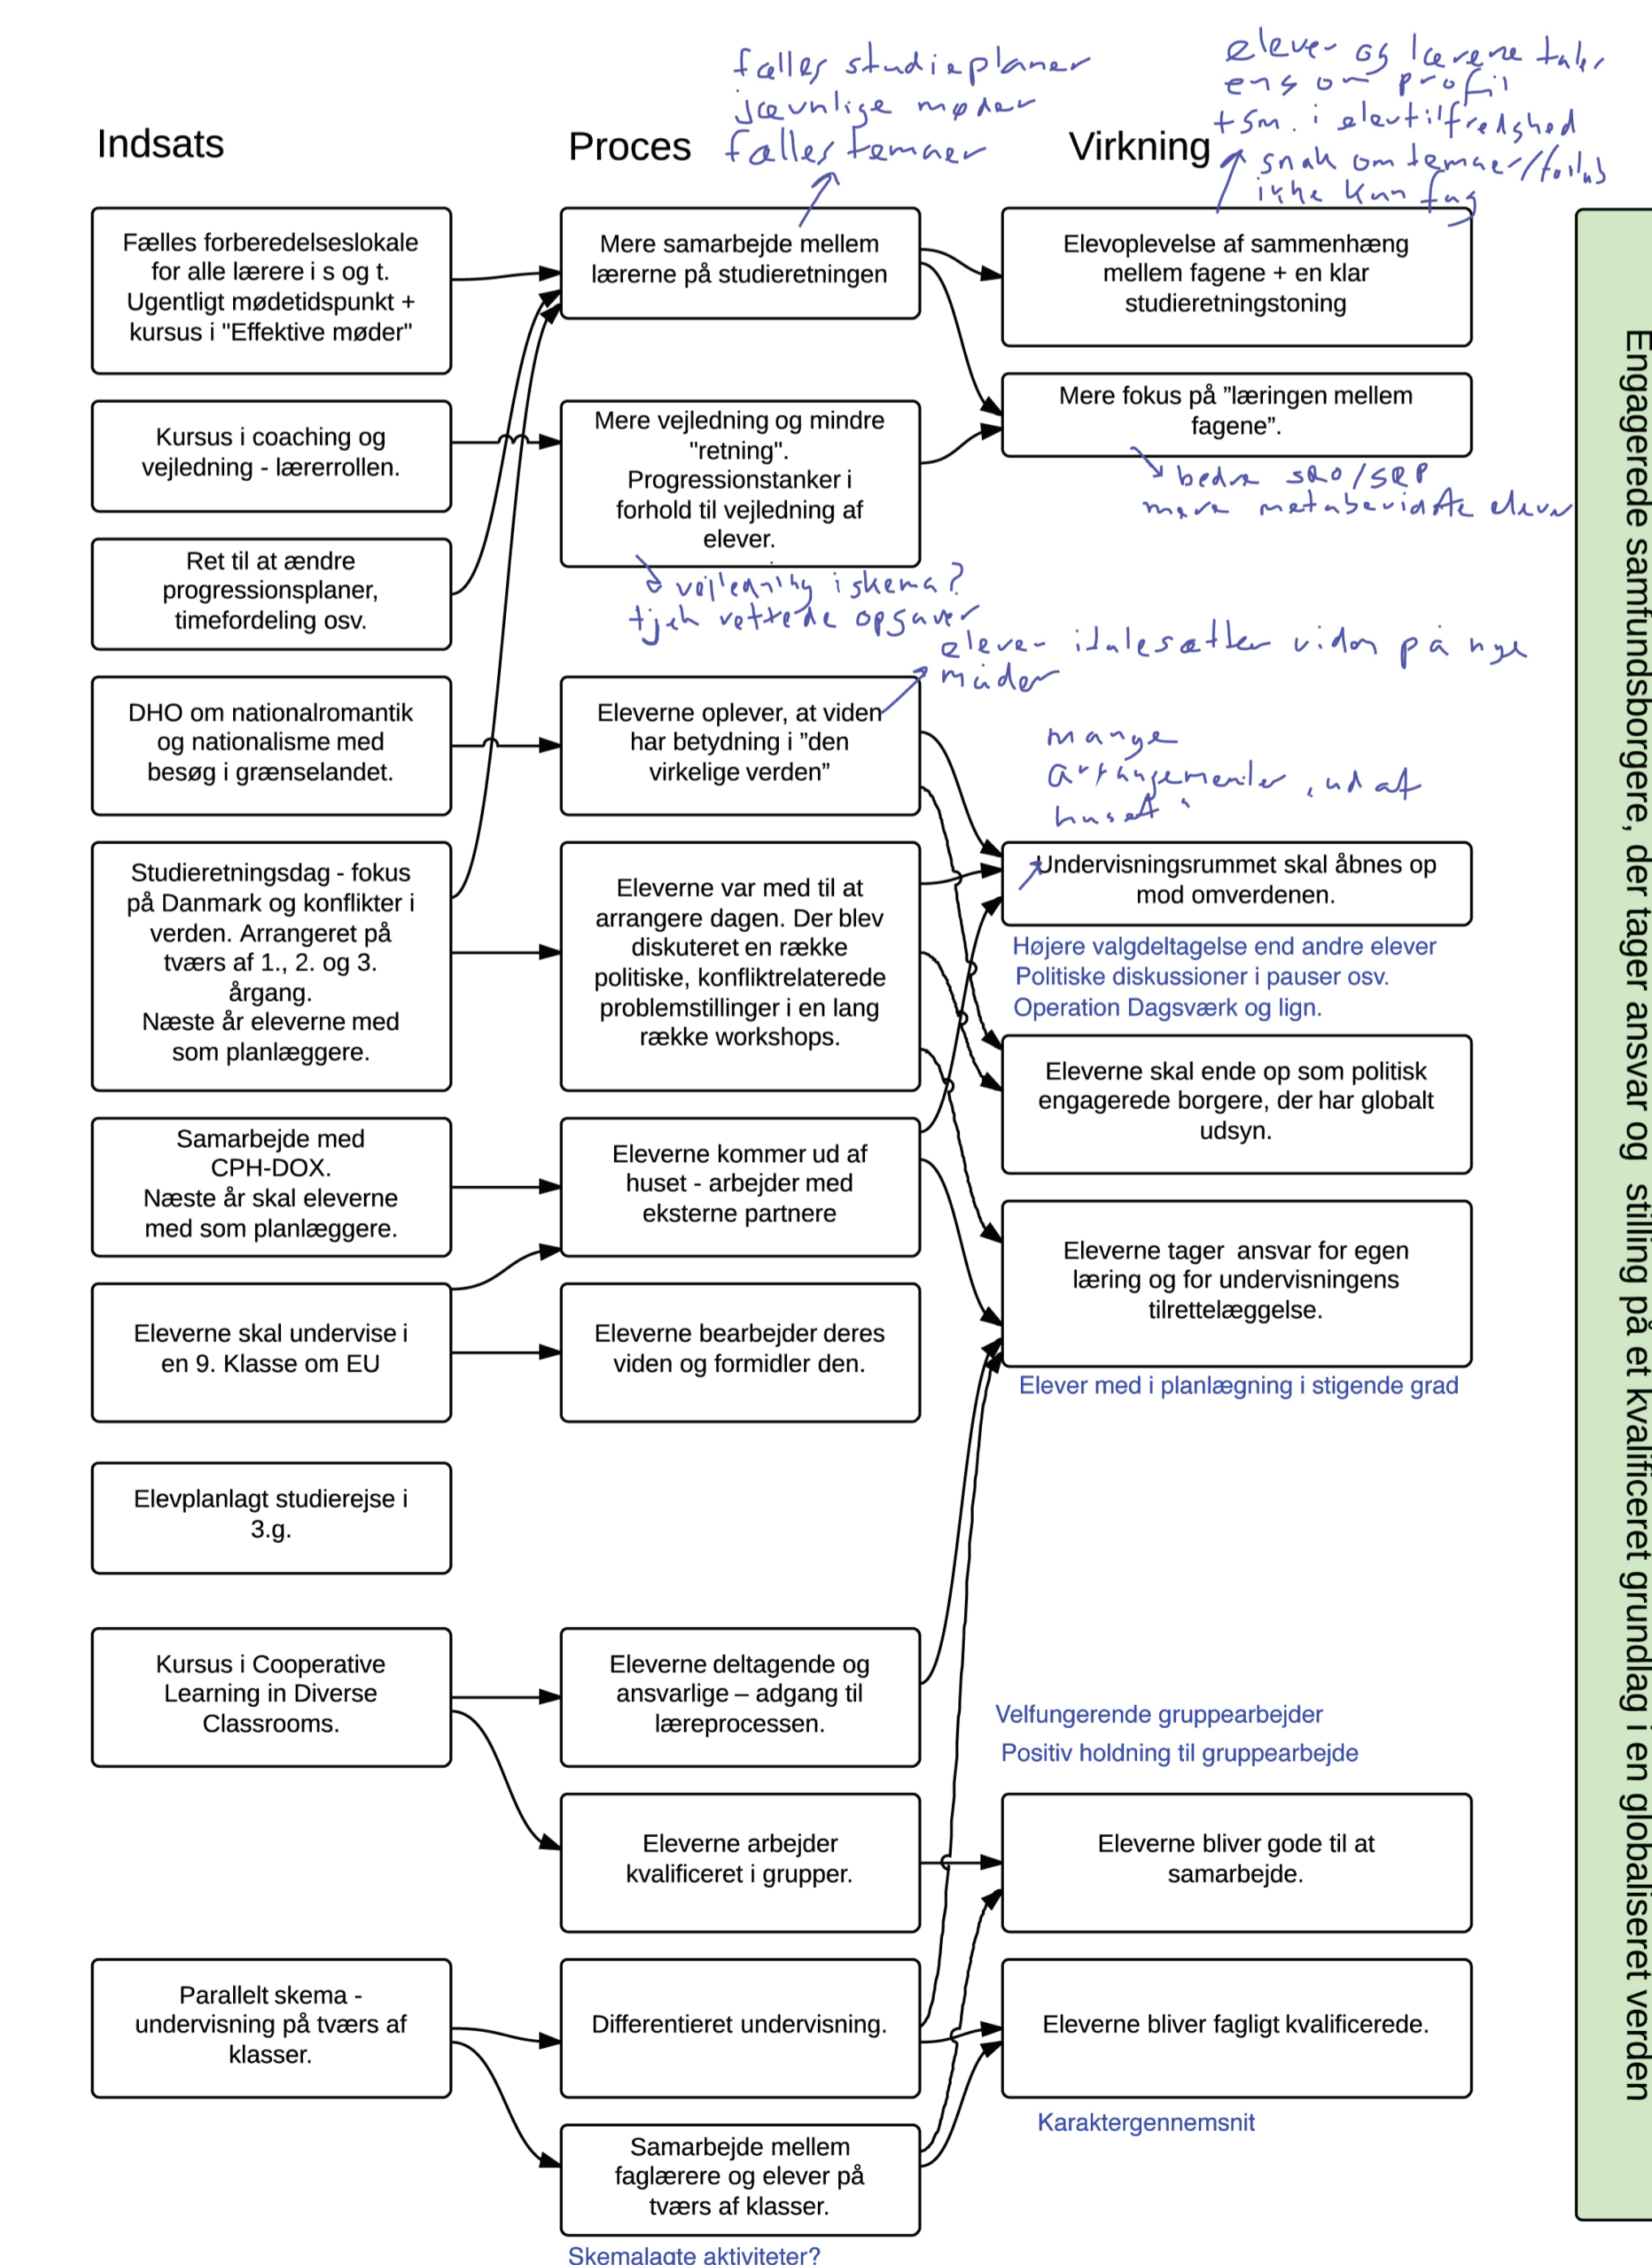 fælles studieplaner
jævnlige møder
fælles temaer
elever og lærerne taler
ens om profil
+ sm. i elevtilfredshed
snak om temaer/forløb
ikke kun fag
Indsats
Proces
Virkning
Fælles forberedelseslokale
for alle lærere i s og t.
Ugentligt mødetidspunkt +
kursus i "Effektive møder"
Mere samarbejde mellem
lærerne på studieretningen
Elevoplevelse af sammenhæng
mellem fagene + en klar
studieretningstoning
Mere fokus på ”læringen mellem
fagene”.
bedre SRO/SRP
mere metabevidste elever
Kursus i coaching og
vejledning - lærerrollen.
Mere vejledning og mindre
"retning".
Progressionstanker i
forhold til vejledning af
elever.
vejledning i skema?
tjek rettede opgaver
Ret til at ændre
progressionsplaner,
timefordeling osv.
elever italesætter viden på nye
måder
DHO om nationalromantik
og nationalisme med
besøg i grænselandet.
Eleverne oplever, at viden
har betydning i ”den
virkelige verden”
mange
arrangementer "ud af
huset"
Studieretningsdag - fokus
på Danmark og konflikter i
verden. Arrangeret på
tværs af 1., 2. og 3.
årgang.
Næste år eleverne med
som planlæggere.
Eleverne var med til at
arrangere dagen. Der blev
diskuteret en række
politiske, konfliktrelaterede
problemstillinger i en lang
række workshops.
Undervisningsrummet skal åbnes op
mod omverdenen.
Højere valgdeltagelse end andre elever
Politiske diskussioner i pauser osv.
Operation Dagsværk og lign.
Eleverne skal ende op som politisk
engagerede borgere, der har globalt
udsyn.
Samarbejde med
CPH-DOX.
Næste år skal eleverne
med som planlæggere.
Eleverne kommer ud af
huset - arbejder med
eksterne partnere
Eleverne tager  ansvar for egen
læring og for undervisningens
tilrettelæggelse.
Elever med i planlægning i stigende grad
Eleverne skal undervise i
en 9. Klasse om EU
Eleverne bearbejder deres
viden og formidler den.
Elevplanlagt studierejse i
3.g.
Kursus i Cooperative
Learning in Diverse
Classrooms.
Eleverne deltagende og
ansvarlige – adgang til
læreprocessen.
Velfungerende gruppearbejder
Positiv holdning til gruppearbejde
Eleverne arbejder
kvalificeret i grupper.
Eleverne bliver gode til at
samarbejde.
Parallelt skema -
undervisning på tværs af
klasser.
Differentieret undervisning.
Eleverne bliver fagligt kvalificerede.
Karaktergennemsnit
Samarbejde mellem
faglærere og elever på
tværs af klasser.
Skemalagte aktiviteter?
Engagerede samfundsborgere, der tager ansvar og  stilling på et kvalificeret grundlag i en globaliseret verden